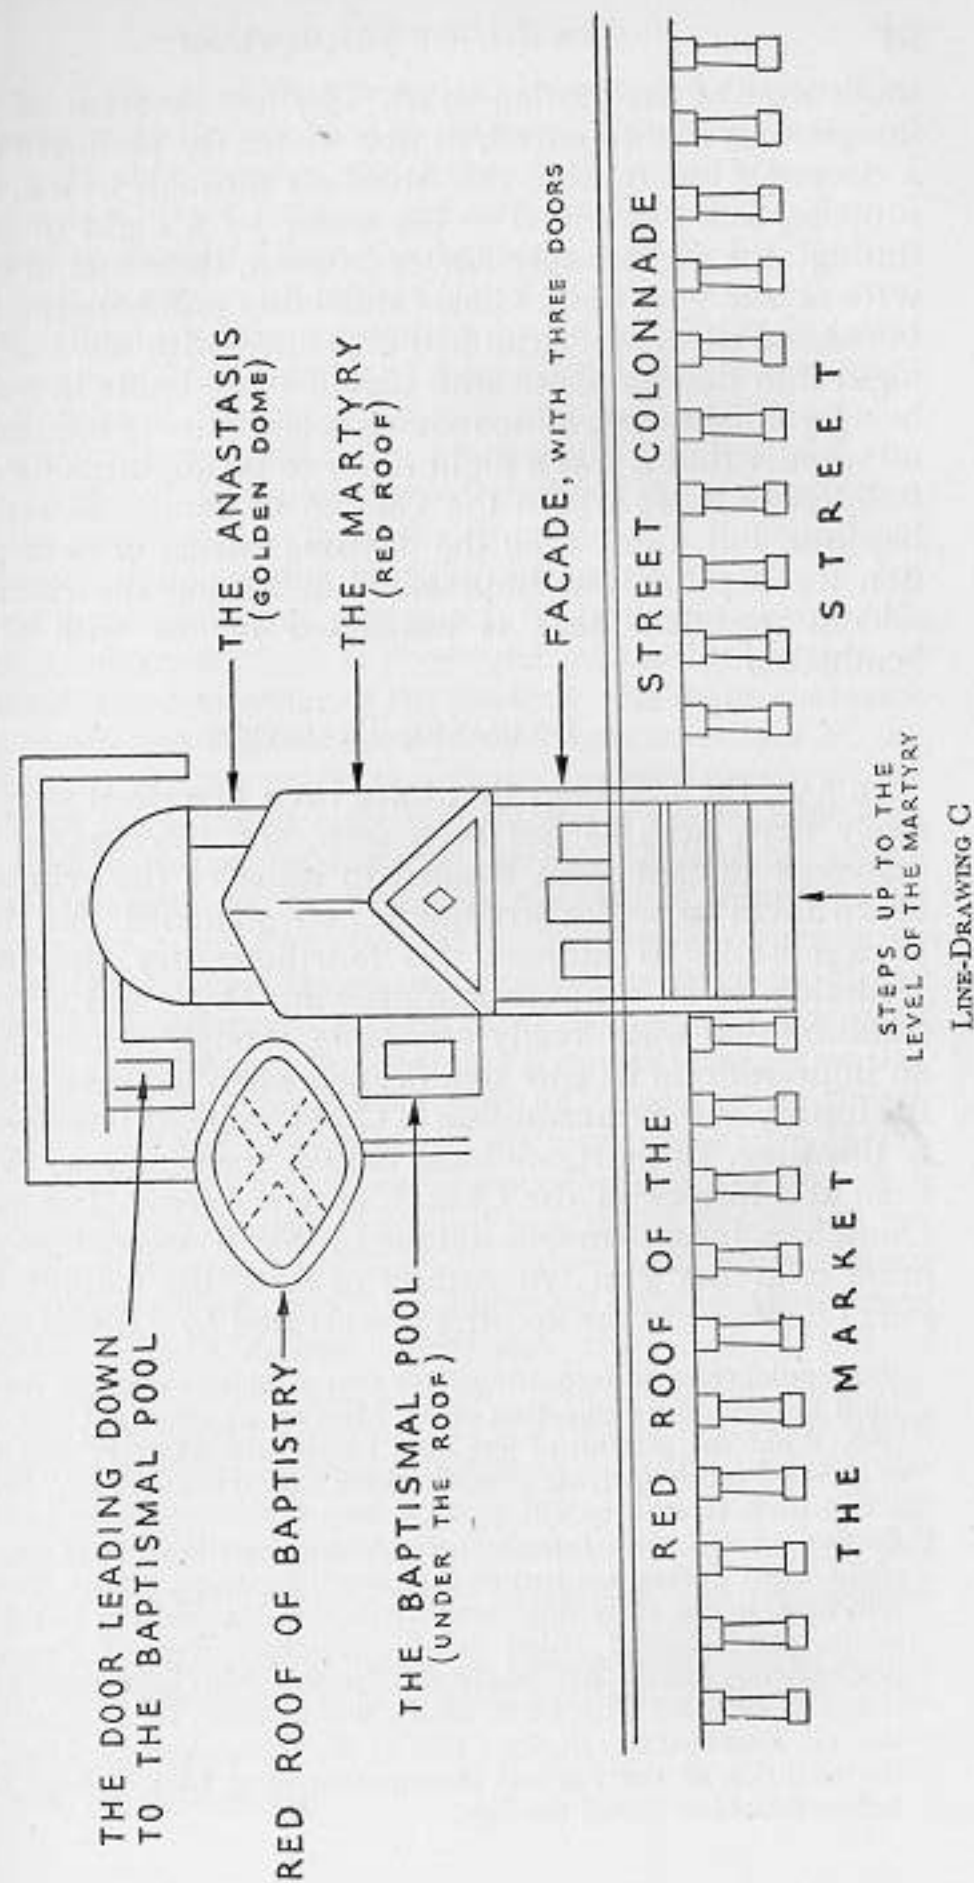 THE DOOR LEADING DOWN
TO THE BAPTISMAL POOL
RED ROOF OF BAPTISTRY
THE BAPTISMAL POOL
(UNDER THE ROOF)
THE ANASTASIS
(GOLDEN DOME)
THE MARTYRY
(RED ROOF)
FACADE, WITH THREE DOORS
RED ROOF OF THE STREET COLONNADE
THE MARKET STREET
STEPS UP TO THE
LEVEL OF THE MARTYRY
LINE-DRAWING C